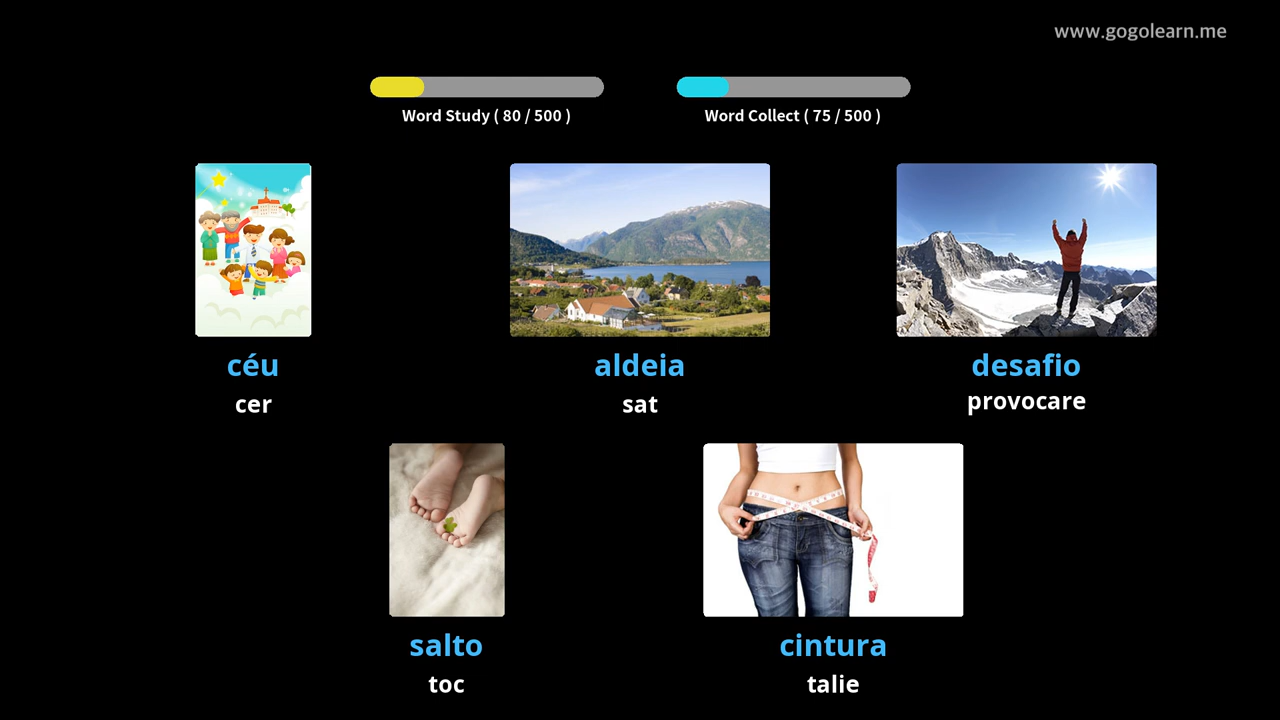 www.gogolearn.me
Word Study ( 80 / 500 )
Word Collect ( 75 / 500 )
céu
cer
aldeia
sat
desafio
provocare
salto
toc
cintura
talie